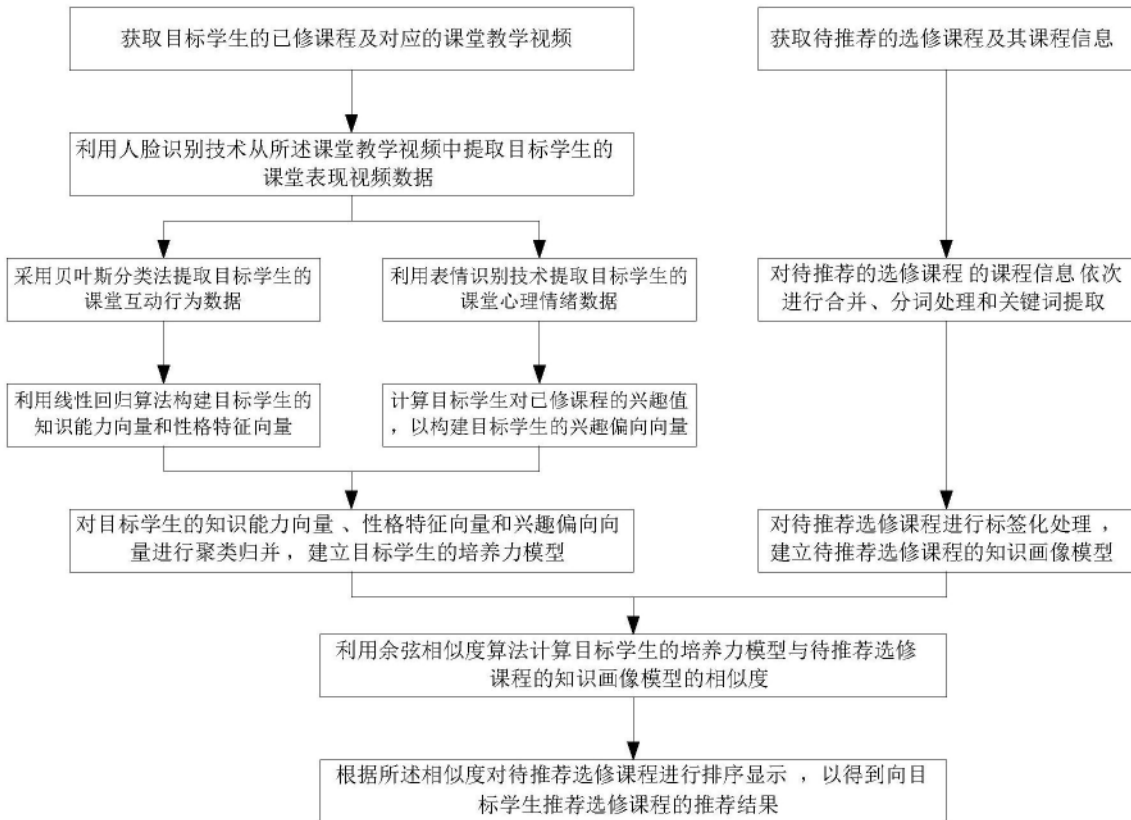 获取目标学生的已修课程及对应的课堂教学视频
获取待推荐的选修课程及其课程信息
利用人脸识别技术从所述课堂教学视频中提取目标学生的
课堂表现视频数据
采用贝叶斯分类法提取目标学生的
课堂互动行为数据
利用表情识别技术提取目标学生的
课堂心理情绪数据
对待推荐的选修课程的课程信息依次
进行合并、分词处理和关键词提取
利用线性回归算法构建目标学生的
知识能力向量和性格特征向量
计算目标学生对已修课程的兴趣值
，以构建目标学生的兴趣偏向向量
对目标学生的知识能力向量、性格特征向量和兴趣偏向向
量进行聚类归并，建立目标学生的培养力模型
对待推荐选修课程进行标签化处理，
建立待推荐选修课程的知识画像模型
利用余弦相似度算法计算目标学生的培养力模型与待推荐选修
课程的知识画像模型的相似度
根据所述相似度对待推荐选修课程进行排序显示，以得到向目
标学生推荐选修课程的推荐结果